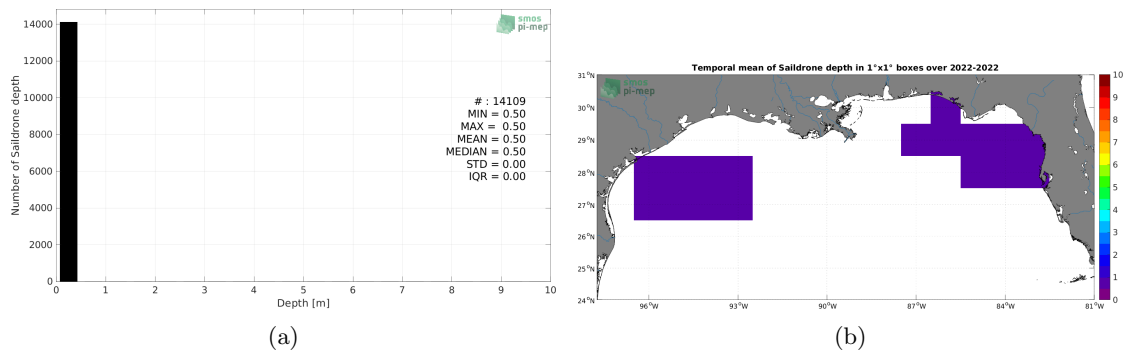 smos
pi-mep
14000
12000
10000
8000
6000
4000
2000
0
Number of Saildrone depth
# : 14109
MIN = 0.50
MAX = 0.50
MEAN = 0.50
MEDIAN = 0.50
STD = 0.00
IQR = 0.00
0 1 2 3 4 5 6 7 8 9 10
Depth [m]
(a)
Temporal mean of Saildrone depth in 1°x1° boxes over 2022-2022
smos
pi-mep
31°N
30°N
29°N
28°N
27°N
26°N
25°N
24°N
96°W 93°W 90°W 87°W 84°W 81°W
10
9
8
7
6
5
4
3
2
1
0
(b)